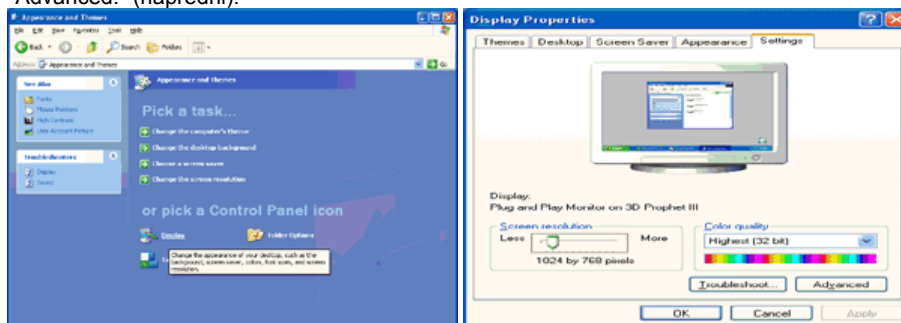 "Advanced." (napredni).
Appearance and Themes
File Edit View Favorites Tools Help
Back Search Folders
Address Appearance and Themes
See Also
Fonts
Mouse Pointers
High Contrast
User Account Picture
Troubleshooters
Display
Sound
Appearance and Themes
Pick a task...
Change the computer's theme
Change the desktop background
Choose a screen saver
Change the screen resolution
or pick a Control Panel icon
Display
Folder Options
Change the appearance of your desktop, such as the
background, screen saver, colors, font sizes, and screen
resolution.
Display Properties
Themes Desktop Screen Saver Appearance Settings
Display:
Plug and Play Monitor on 3D Prophet III
Screen resolution
Less More
1024 by 768 pixels
Color quality
Highest (32 bit)
Troubleshoot... Advanced
OK Cancel Apply